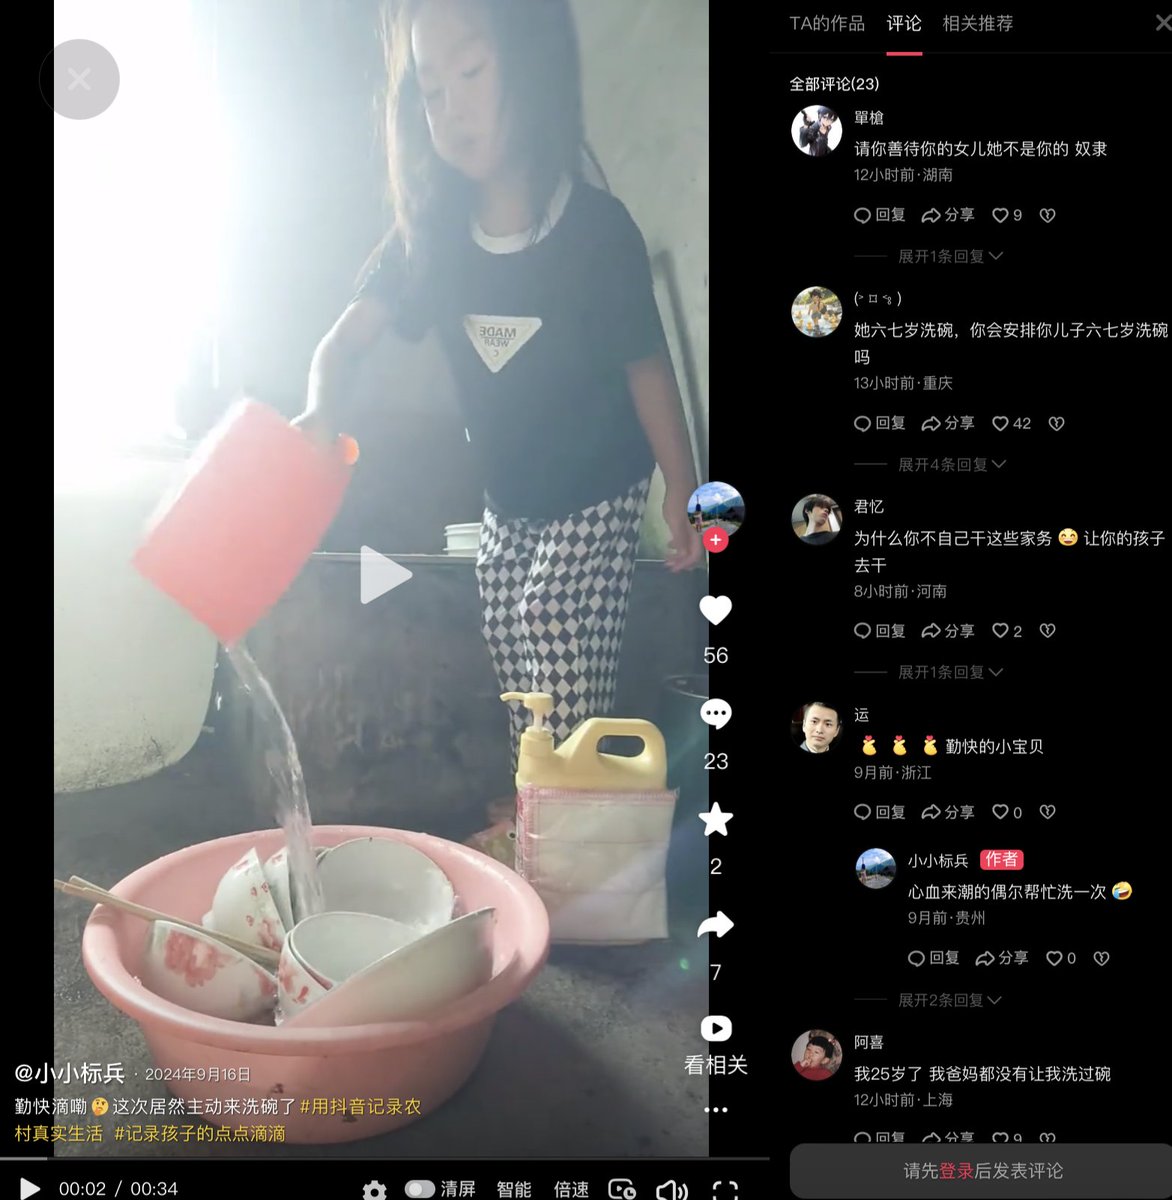 TA的作品 评论 相关推荐
全部评论(23)
單槍
请你善待你的女儿她不是你的 奴隶
12小时前·湖南
回复 分享 9
展开1条回复
她六七岁洗碗，你会安排你儿子六七岁洗碗
吗
13小时前·重庆
回复 分享 42
展开4条回复
君忆
为什么你不自己干这些家务😄让你的孩子
去干
8小时前·河南
回复 分享 2
展开1条回复
运
🫰🫰🫰勤快的小宝贝
9月前·浙江
回复 分享 0
小小标兵 作者
心血来潮的偶尔帮忙洗一次🤣
9月前·贵州
回复 分享 0
展开2条回复
阿喜
我25岁了 我爸妈都没有让我洗过碗
12小时前·上海
回复 分享 9
请先登录后发表评论
MADE
WEAR
C
56
23
2
7
看相关
@小小标兵 · 2024年9月16日
勤快滴嘞🤔这次居然主动来洗碗了 #用抖音记录农
村真实生活 #记录孩子的点点滴滴
00:02 / 00:34 清屏 智能 倍速